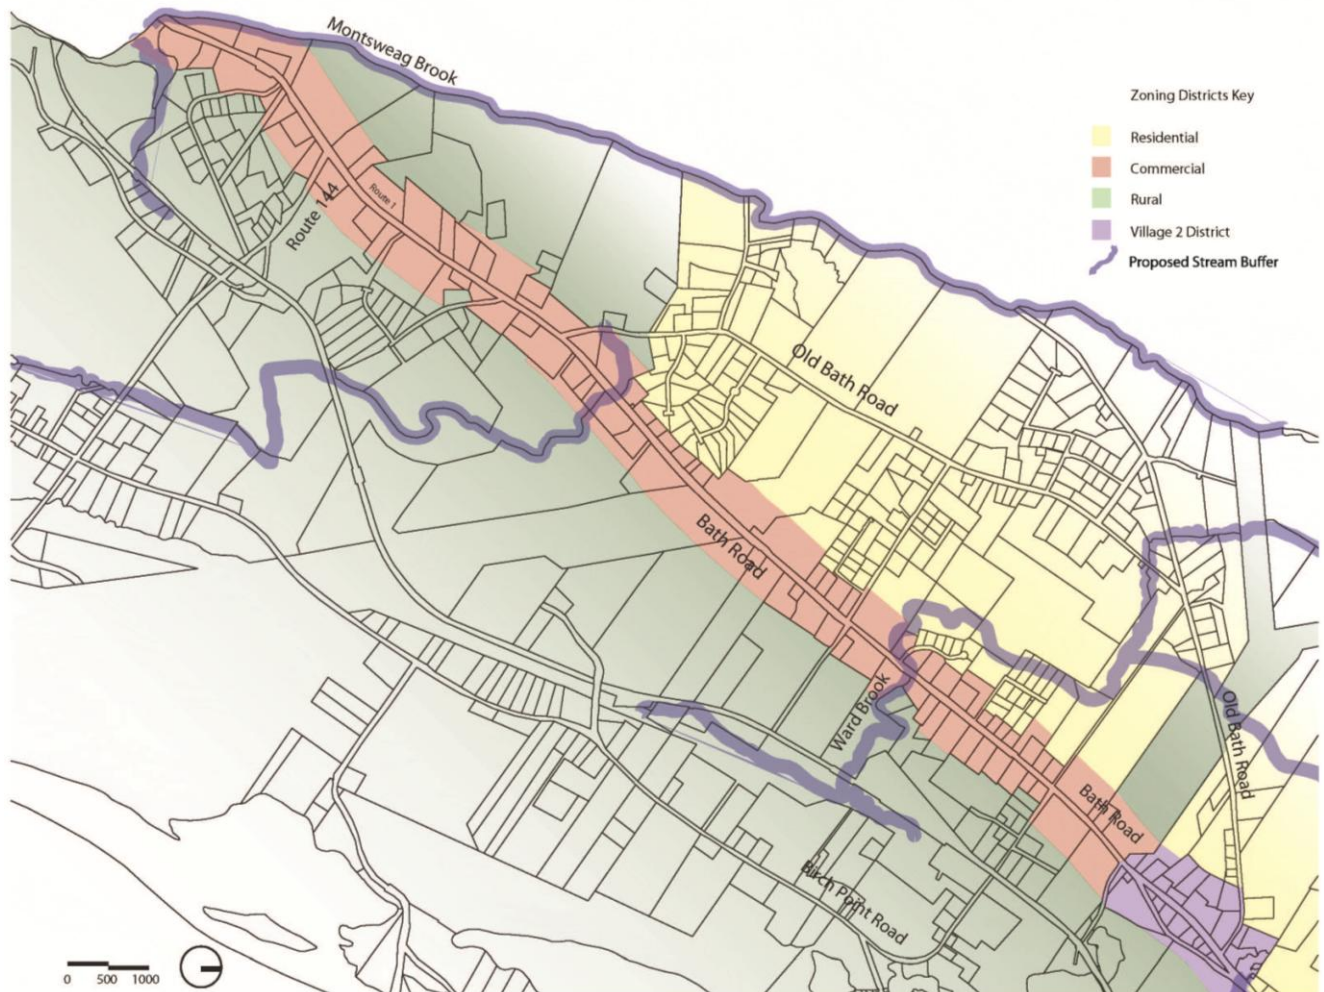 Montsweag Brook
Zoning Districts Key
Residential
Commercial
Rural
Village 2 District
Proposed Stream Buffer
Route 144
Route 1
Old Bath Road
Bath Road
Ward Brook
Old Bath Road
Bath Road
Birch Point Road
0 500 1000